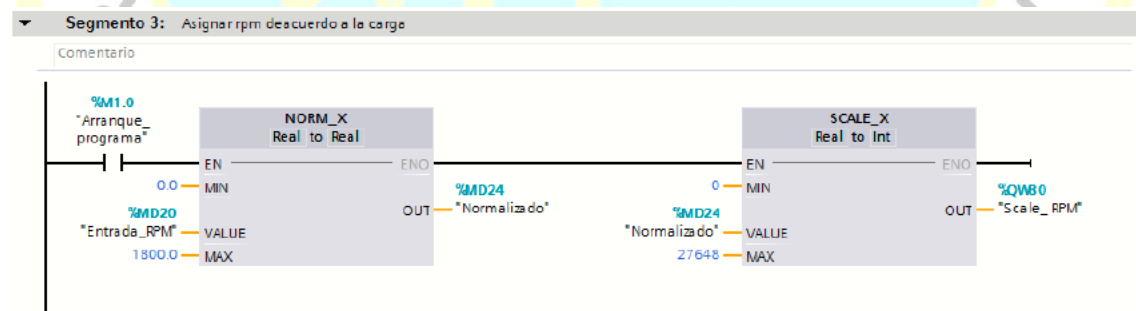 Segmento 3: Asignar rpm deacuerdo a la carga
Comentario
%M1.0
"Arranque_
programa"
NORM_X
Real to Real
EN
ENO
0.0
MIN
%MD24
"Normalizado"
OUT
%MD20
"Entrada_RPM"
VALUE
1800.0
MAX
SCALE_X
Real to Int
EN
ENO
0
MIN
%QW80
"Scale_RPM"
OUT
%MD24
"Normalizado"
VALUE
27648
MAX